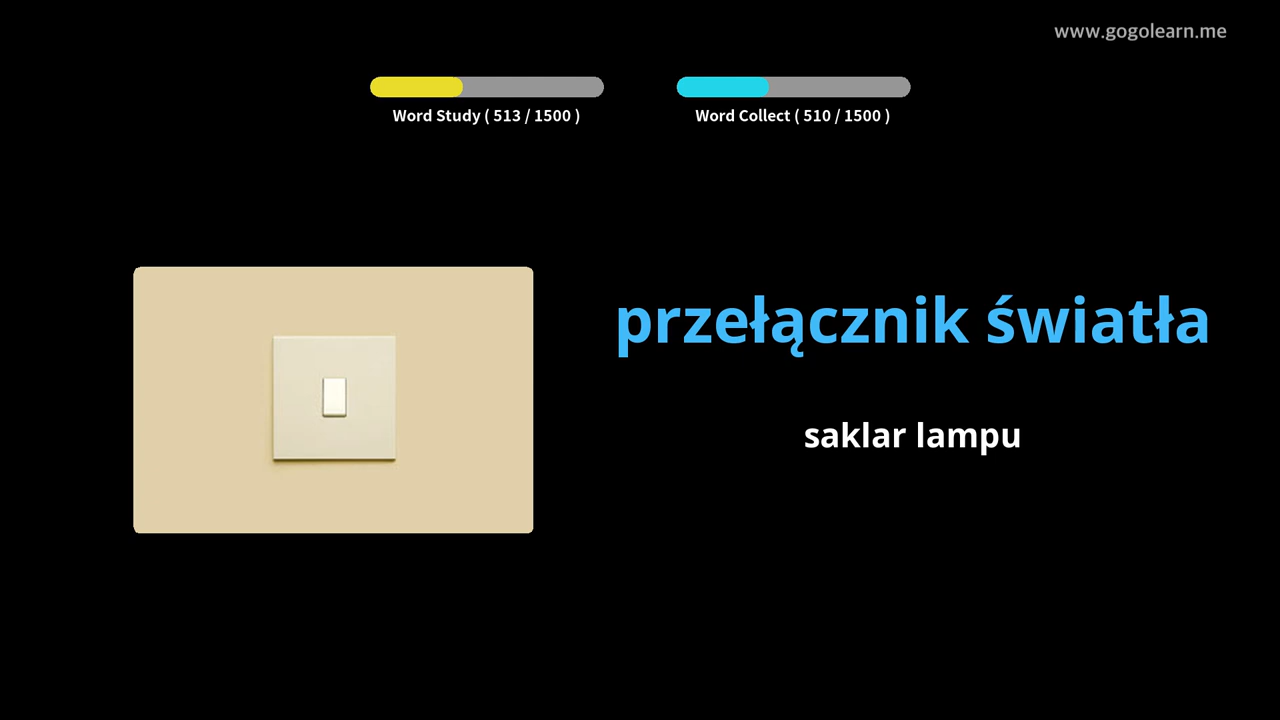 www.gogolearn.me
Word Study ( 513 / 1500 )
Word Collect ( 510 / 1500 )
przełącznik światła
saklar lampu